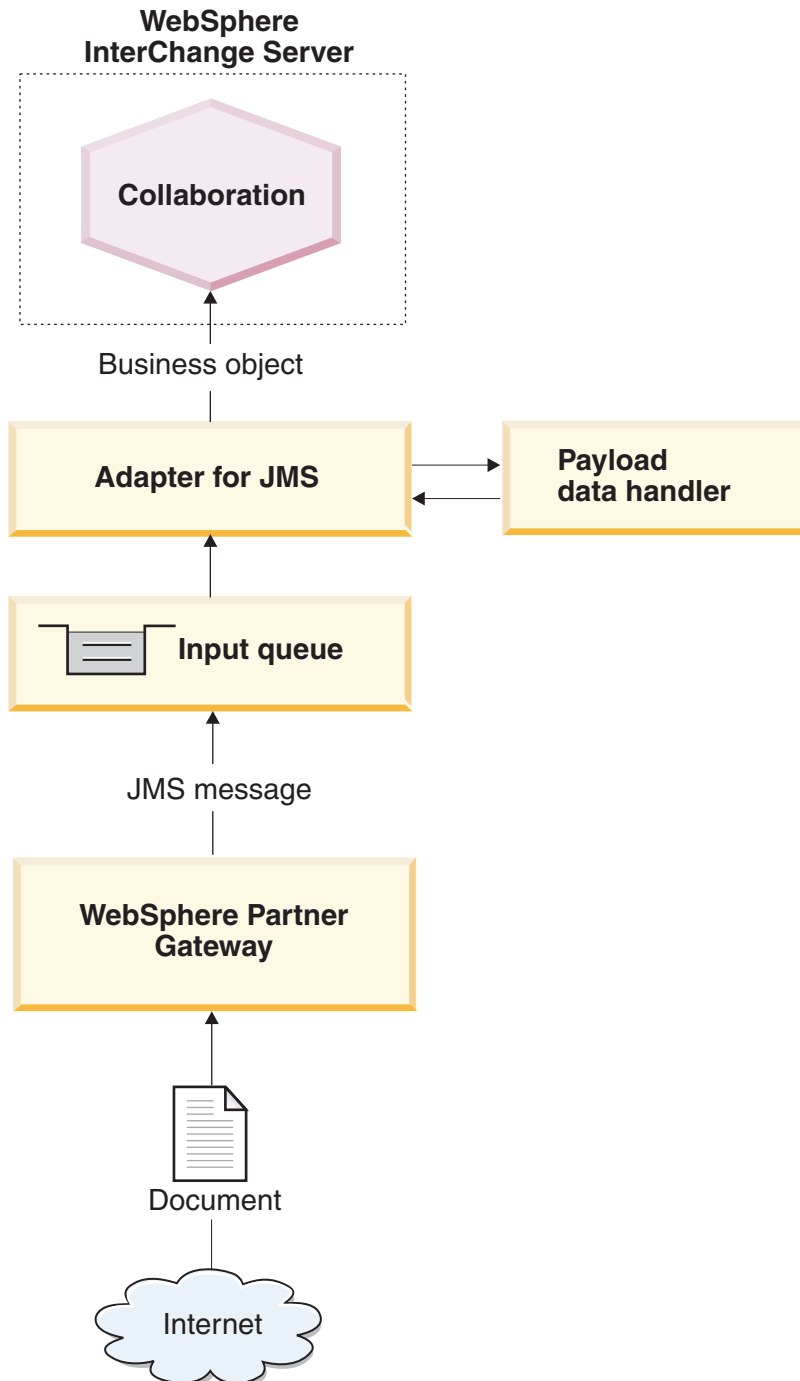 WebSphere
InterChange Server
Collaboration
Business object
Adapter for JMS
Payload
data handler
Input queue
JMS message
WebSphere Partner
Gateway
Document
Internet